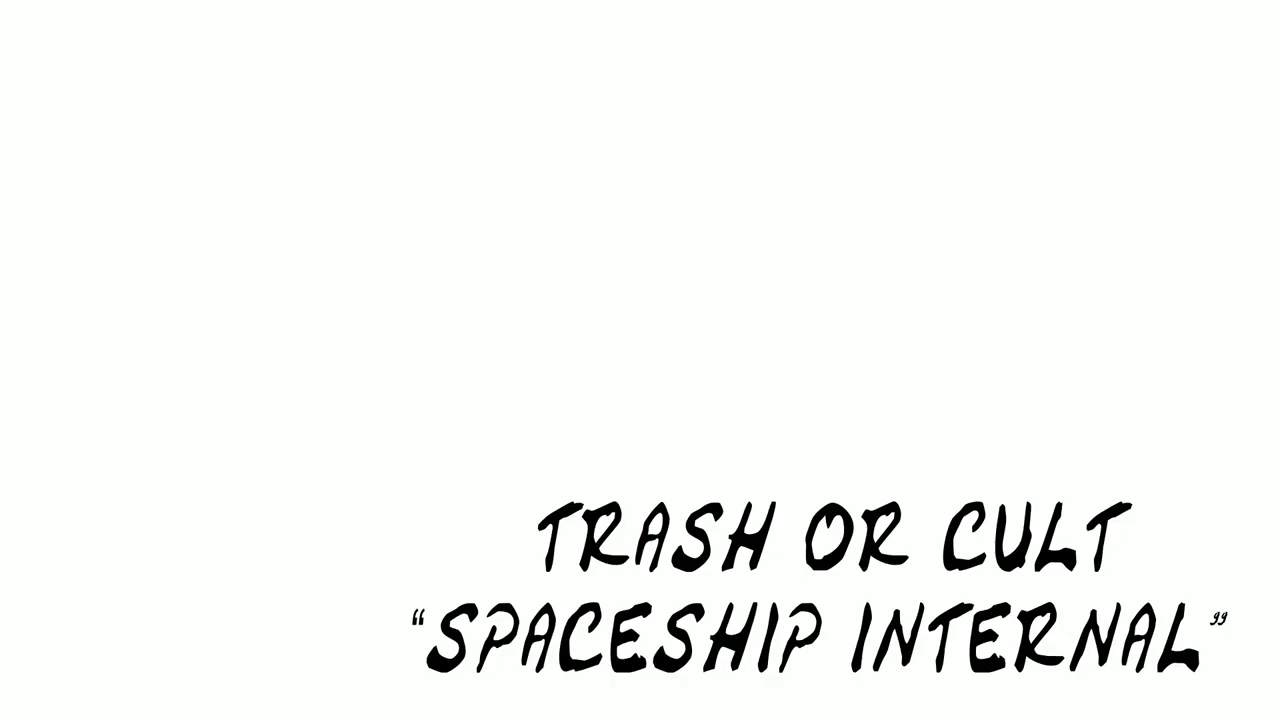 TRASH OR CULT
“SPACESHIP INTERNAL”